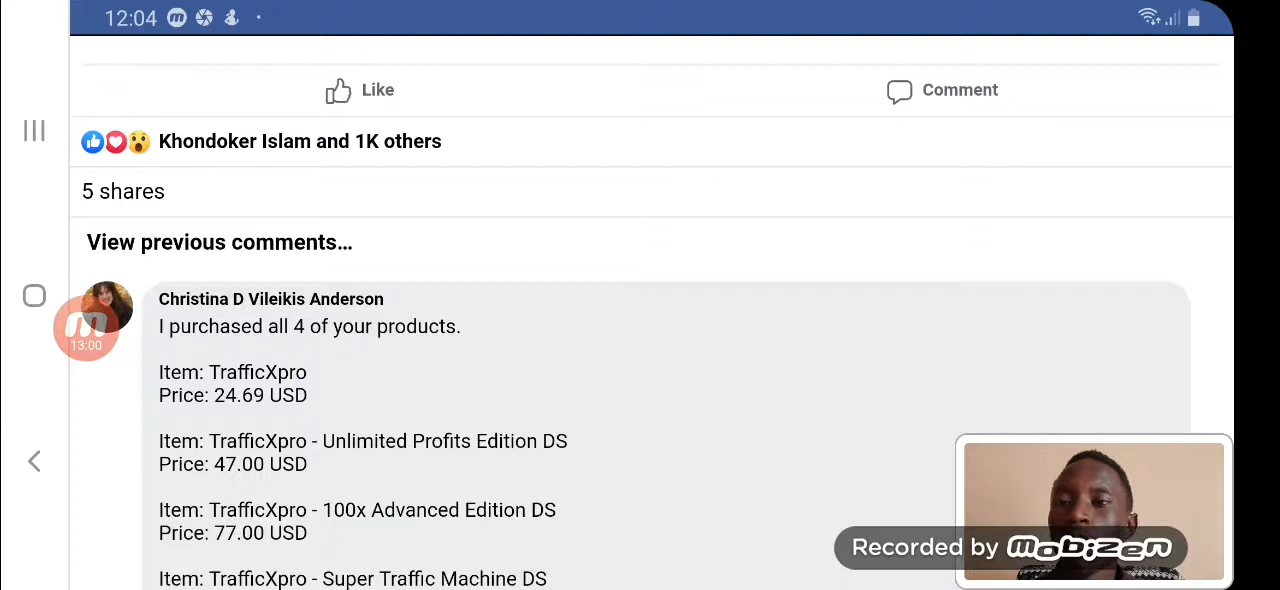 12:04
Like
Comment
Khondoker Islam and 1K others
5 shares
View previous comments...
Christina D Vileikis Anderson
I purchased all 4 of your products.
Item: TrafficXpro
Price: 24.69 USD
Item: TrafficXpro - Unlimited Profits Edition DS
Price: 47.00 USD
Item: TrafficXpro - 100x Advanced Edition DS
Price: 77.00 USD
Item: TrafficXpro - Super Traffic Machine DS
13:00
Recorded by mobizen